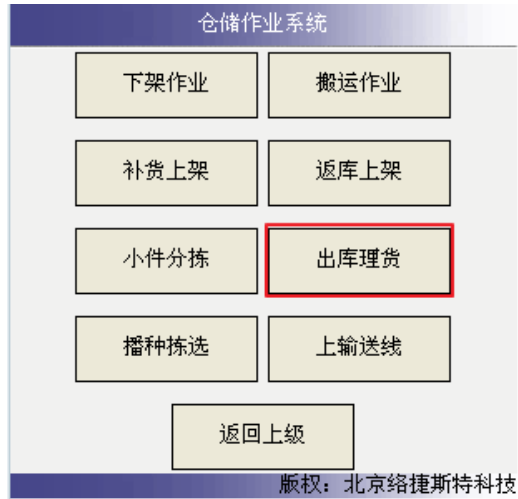 仓储作业系统
下架作业 搬运作业
补货上架 返库上架
小件分拣 出库理货
播种拣选 上输送线
返回上级
版权：北京络捷斯特科技